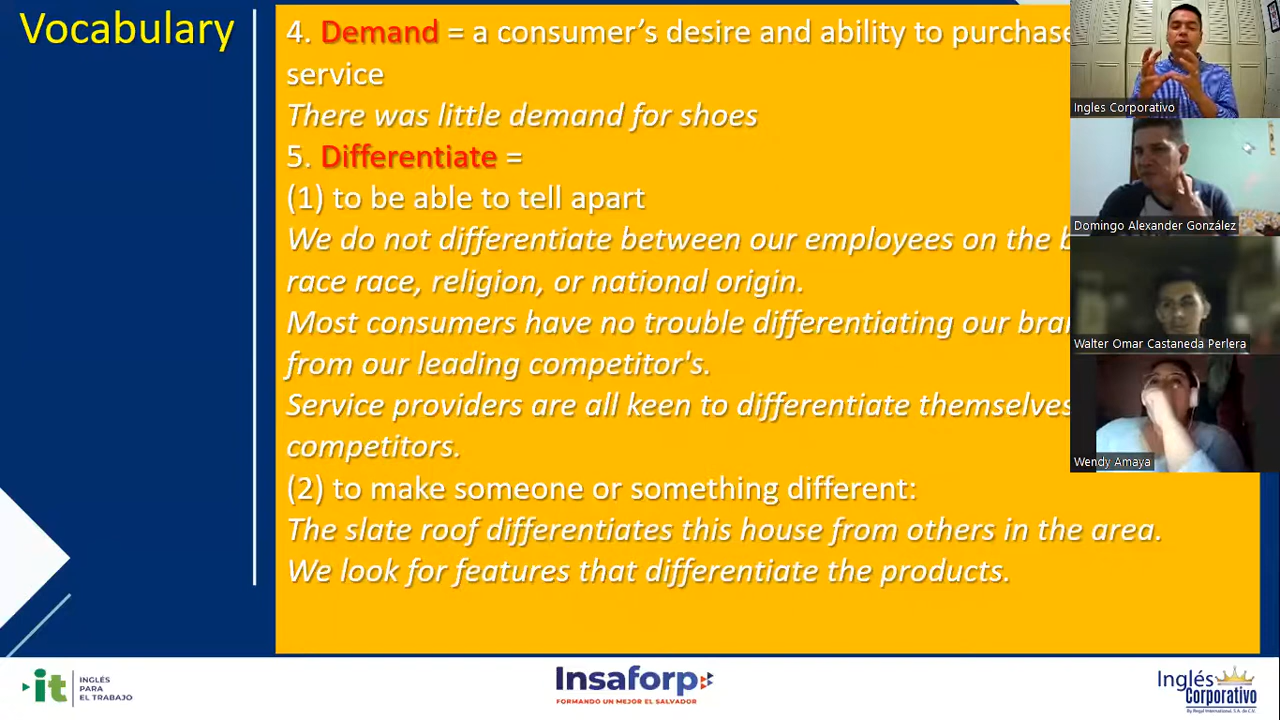 Vocabulary
4. Demand = a consumer's desire and ability to purchase
service
There was little demand for shoes
5. Differentiate =
(1) to be able to tell apart
We do not differentiate between our employees on the
race race, religion, or national origin.
Most consumers have no trouble differentiating our
from our leading competitor's.
Service providers are all keen to differentiate themselves
competitors.
(2) to make someone or something different:
The slate roof differentiates this house from others in the area.
We look for features that differentiate the products.
Ingles Corporativo
Domingo Alexander González
Walter Omar Castaneda Perlera
Wendy Amaya
it
INGLÉS
PARA
EL TRABAJO
Insaforp
FORMANDO UN MEJOR EL SALVADOR
Inglés
Corporativo
By Regal International, S.A. de C.V.